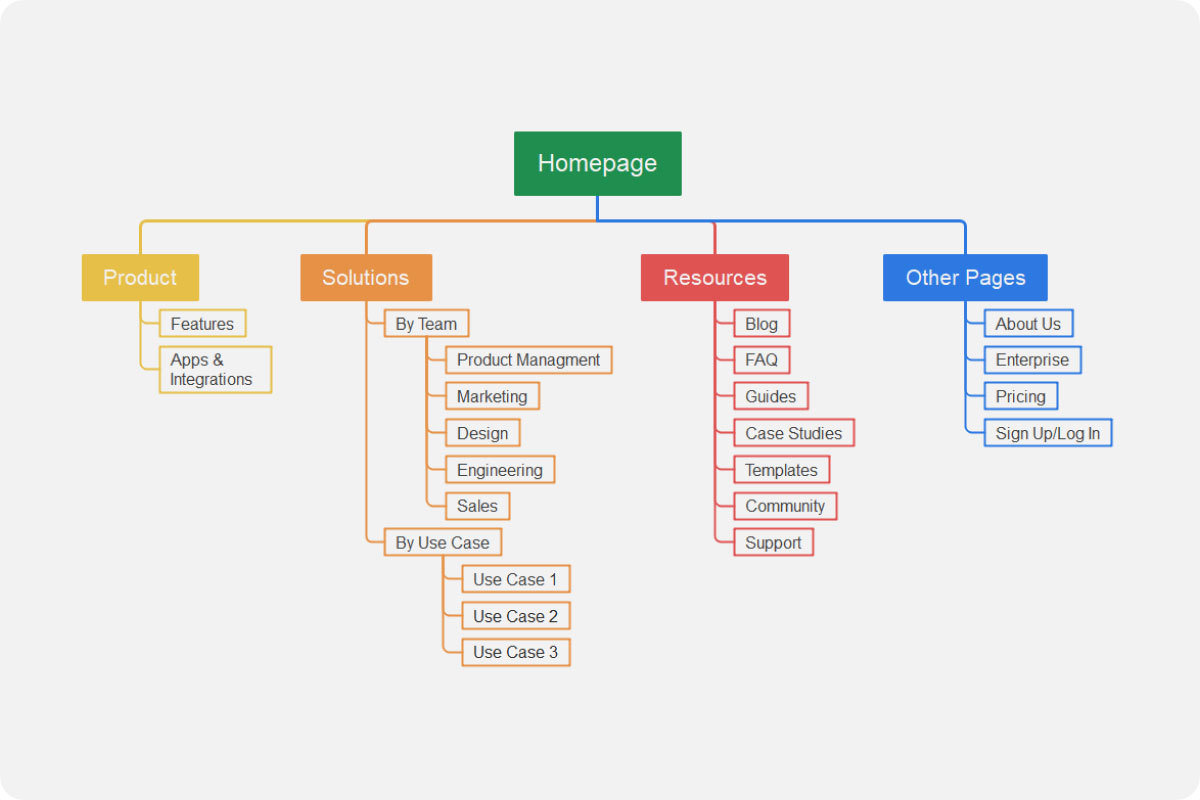 Homepage
Product
Features
Apps &
Integrations
Solutions
By Team
Product Managment
Marketing
Design
Engineering
Sales
By Use Case
Use Case 1
Use Case 2
Use Case 3
Resources
Blog
FAQ
Guides
Case Studies
Templates
Community
Support
Other Pages
About Us
Enterprise
Pricing
Sign Up/Log In